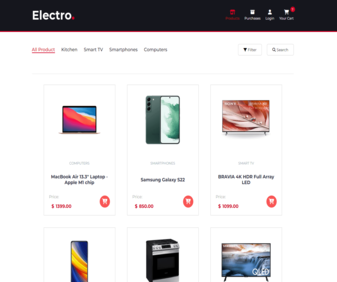 Electro.
Products Purchases Login Your Cart
All Product Kitchen Smart TV Smartphones Computers Filter Search
COMPUTERS
MacBook Air 13.3" Laptop -
Apple M1 chip
Price:
$ 1399.00
SMARTPHONES
Samsung Galaxy S22
Price:
$ 850.00
SMART TV
BRAVIA 4K HDR Full Array
LED
Price:
$ 1099.00
QLED